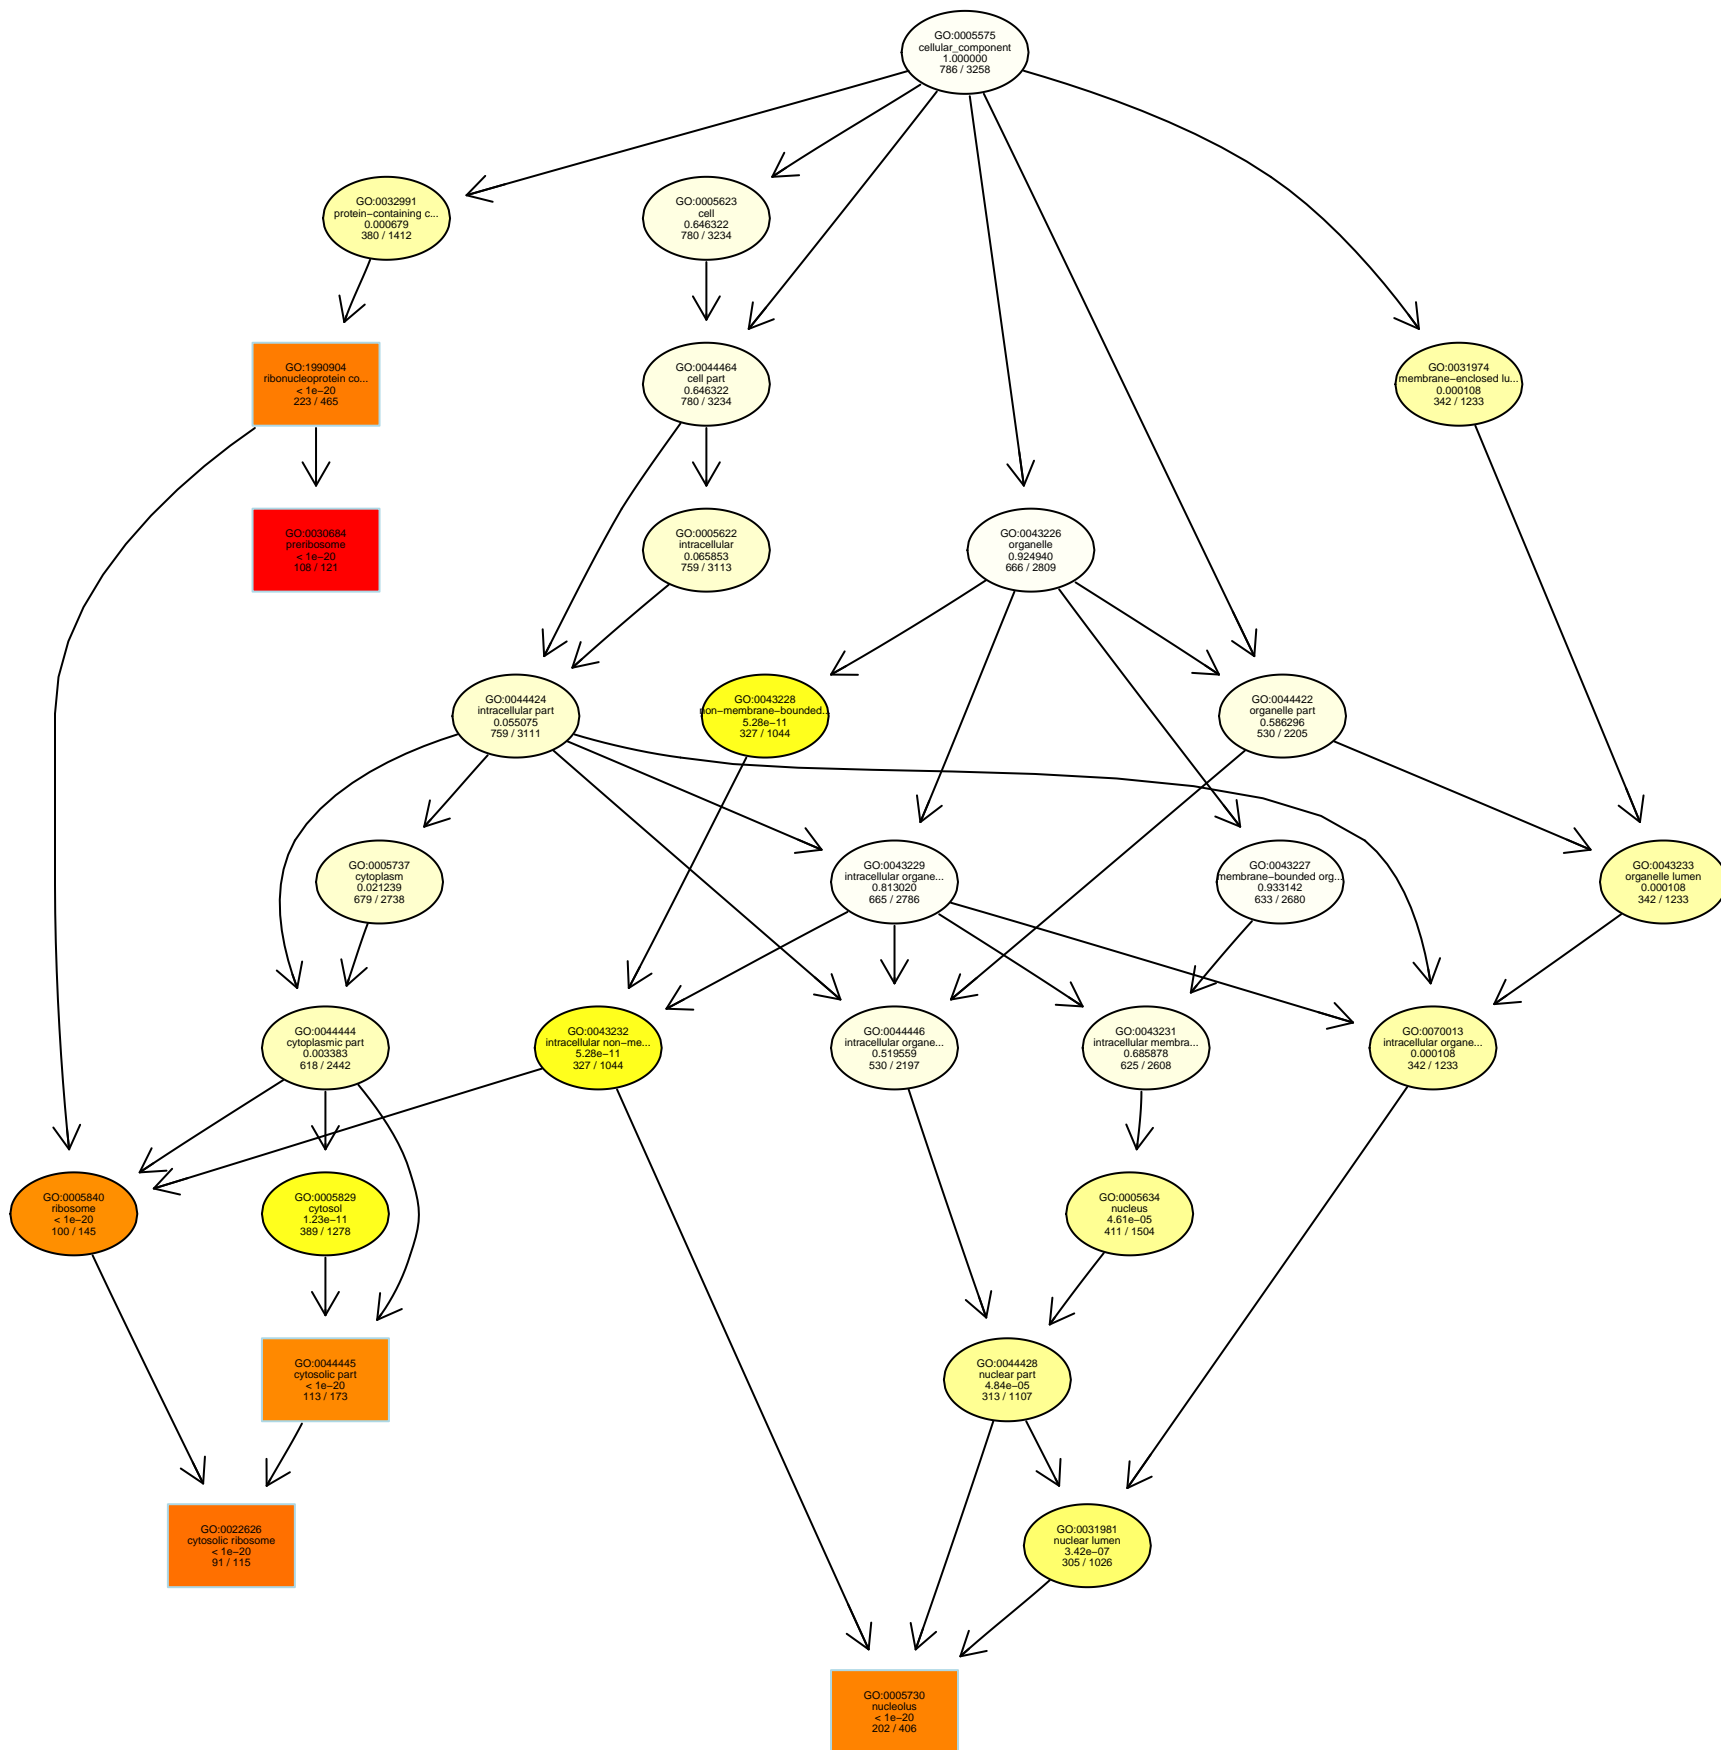 GO:0005575
cellular_component
1.000000
786 / 3258
GO:0032991
protein−containing c...
0.000679
380 / 1412
GO:0005623
cell
0.646322
780 / 3234
GO:1990904
ribonucleoprotein co...
< 1e−20
223 / 465
GO:0044464
cell part
0.646322
780 / 3234
GO:0031974
membrane−enclosed lu...
0.000108
342 / 1233
GO:0030684
preribosome
< 1e−20
108 / 121
GO:0005622
intracellular
0.065853
759 / 3113
GO:0043226
organelle
0.924940
666 / 2809
GO:0044424
intracellular part
0.055075
759 / 3111
GO:0043228
non−membrane−bounded...
5.28e−11
327 / 1044
GO:0044422
organelle part
0.586296
530 / 2205
GO:0005737
cytoplasm
0.021239
679 / 2738
GO:0043229
intracellular organe...
0.813020
665 / 2786
GO:0043227
membrane−bounded org...
0.933142
633 / 2680
GO:0043233
organelle lumen
0.000108
342 / 1233
GO:0044444
cytoplasmic part
0.003383
618 / 2442
GO:0043232
intracellular non−me...
5.28e−11
327 / 1044
GO:0044446
intracellular organe...
0.519559
530 / 2197
GO:0043231
intracellular membra...
0.685878
625 / 2608
GO:0070013
intracellular organe...
0.000108
342 / 1233
GO:0005840
ribosome
< 1e−20
100 / 145
GO:0005829
cytosol
1.23e−11
389 / 1278
GO:0005634
nucleus
4.61e−05
411 / 1504
GO:0044445
cytosolic part
< 1e−20
113 / 173
GO:0044428
nuclear part
4.84e−05
313 / 1107
GO:0022626
cytosolic ribosome
< 1e−20
91 / 115
GO:0031981
nuclear lumen
3.42e−07
305 / 1026
GO:0005730
nucleolus
< 1e−20
202 / 406